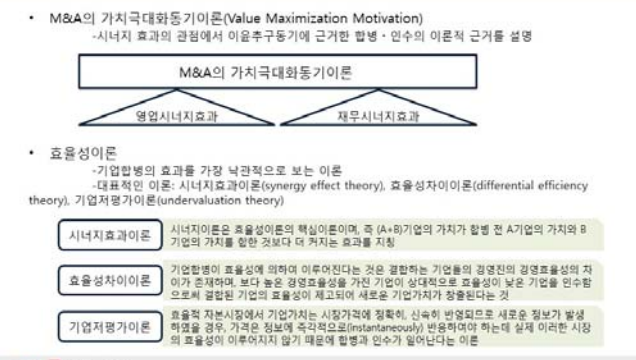 • M&A의 가치극대화동기이론(Value Maximization Motivation)
-시너지 효과의 관점에서 이윤추구동기에 근거한 합병・인수의 이론적 근거를 설명
M&A의 가치극대화동기이론
영업시너지효과
재무시너지효과
• 효율성이론
-기업합병의 효과를 가장 낙관적으로 보는 이론
-대표적인 이론: 시너지효과이론(synergy effect theory), 효율성차이이론(differential efficiency
theory), 기업저평가이론(undervaluation theory)
시너지효과이론
시너지이론은 효율성이론의 핵심이론이며, 즉 (A+B)기업의 가치가 합병 전 A기업의 가치와 B
기업의 가치를 합한 것보다 더 커지는 효과를 지칭
효율성차이이론
기업합병이 효율성에 의하여 이루어진다는 것은 결합하는 기업들의 경영진의 경영효율성의 차
이가 존재하며, 보다 높은 경영효율성을 가진 기업이 상대적으로 효율성이 낮은 기업을 인수함
으로써 결합된 기업의 효율성이 제고되어 새로운 기업가치가 창출된다는 것
기업저평가이론
효율적 자본시장에서 기업가치는 시장가격에 정확히, 신속히 반영되므로 새로운 정보가 발생
하였을 경우, 가격은 정보에 즉각적으로(instantaneously) 반응하여야 하는데 실제 이러한 시장
의 효율성이 이루어지지 않기 때문에 합병과 인수가 일어난다는 이론